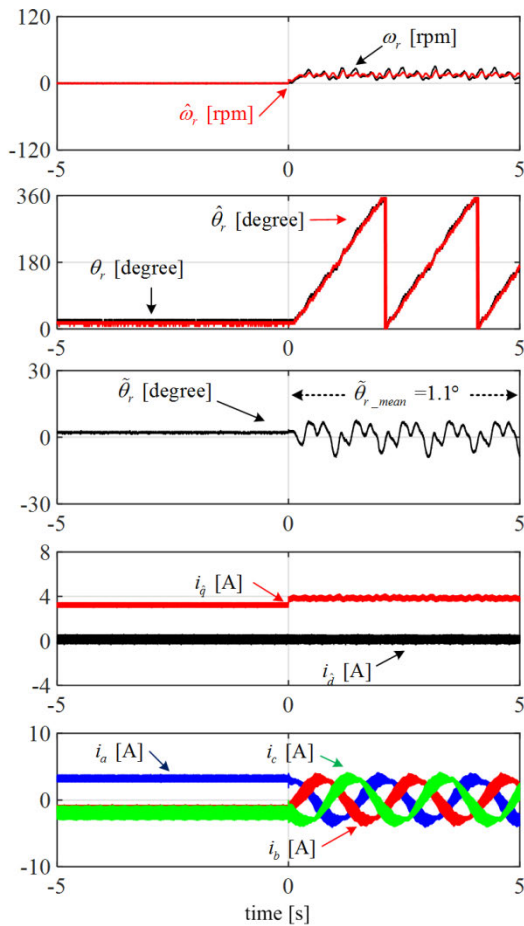 120
0
-120
ω_r [rpm]
ω̂_r [rpm]
-5 0 5
360
180
0
θ̂_r [degree]
θ_r [degree]
-5 0 5
30
0
-30
θ̃_r [degree]
θ̃_{r_mean} =1.1°
-5 0 5
8
4
0
-4
i_q̂ [A]
i_d̂ [A]
-5 0 5
10
0
-10
i_a [A]
i_c [A]
i_b [A]
-5 0 5
time [s]